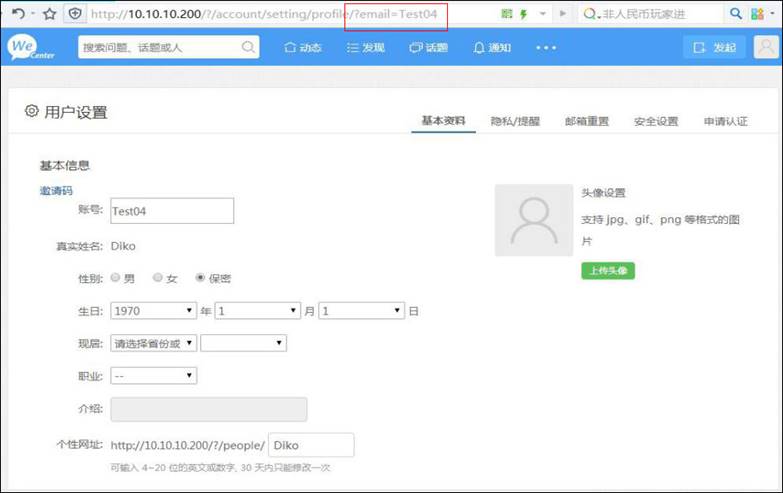 http://10.10.10.200/?/account/setting/profile/?email=Test04 非人民币玩家进
We Center 搜索问题、话题或人 动态 发现 话题 通知 ••• 发起
用户设置 基本资料 隐私/提醒 邮箱重置 安全设置 申请认证
基本信息
邀请码
账号: Test04
真实姓名: Diko
性别: 男 女 保密
生日: 1970 年 1 月 1 日
现居: 请选择省份或
职业: --
介绍:
个性网址: http://10.10.10.200/?/people/ Diko
可输入 4~20 位的英文或数字, 30 天内只能修改一次
头像设置
支持 jpg、gif、png 等格式的图
片
上传头像